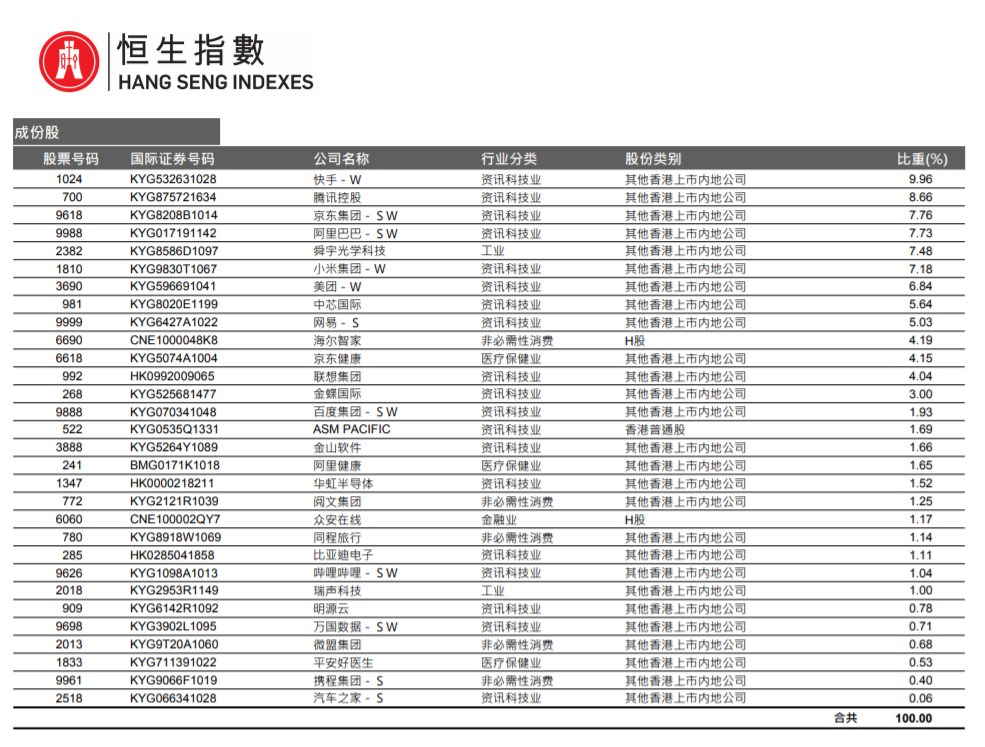 恒生指數
HANG SENG INDEXES
成份股
股票号码 国际证券号码 公司名称 行业分类 股份类别 比重(%)
1024 KYG532631028 快手 - W 资讯科技业 其他香港上市内地公司 9.96
700 KYG875721634 腾讯控股 资讯科技业 其他香港上市内地公司 8.66
9618 KYG8208B1014 京东集团 - S W 资讯科技业 其他香港上市内地公司 7.76
9988 KYG017191142 阿里巴巴 - S W 资讯科技业 其他香港上市内地公司 7.73
2382 KYG8586D1097 舜宇光学科技 工业 其他香港上市内地公司 7.48
1810 KYG9830T1067 小米集团 - W 资讯科技业 其他香港上市内地公司 7.18
3690 KYG596691041 美团 - W 资讯科技业 其他香港上市内地公司 6.84
981 KYG8020E1199 中芯国际 资讯科技业 其他香港上市内地公司 5.64
9999 KYG6427A1022 网易 - S 资讯科技业 其他香港上市内地公司 5.03
6690 CNE1000048K8 海尔智家 非必需性消费 H股 4.19
6618 KYG5074A1004 京东健康 医疗保健业 其他香港上市内地公司 4.15
992 HK0992009065 联想集团 资讯科技业 其他香港上市内地公司 4.04
268 KYG525681477 金蝶国际 资讯科技业 其他香港上市内地公司 3.00
9888 KYG070341048 百度集团 - S W 资讯科技业 其他香港上市内地公司 1.93
522 KYG0535Q1331 ASM PACIFIC 资讯科技业 香港普通股 1.69
3888 KYG5264Y1089 金山软件 资讯科技业 其他香港上市内地公司 1.66
241 BMG0171K1018 阿里健康 医疗保健业 其他香港上市内地公司 1.65
1347 HK0000218211 华虹半导体 资讯科技业 其他香港上市内地公司 1.52
772 KYG2121R1039 阅文集团 非必需性消费 其他香港上市内地公司 1.25
6060 CNE100002QY7 众安在线 金融业 H股 1.17
780 KYG8918W1069 同程旅行 非必需性消费 其他香港上市内地公司 1.14
285 HK0285041858 比亚迪电子 资讯科技业 其他香港上市内地公司 1.11
9626 KYG1098A1013 哔哩哔哩 - S W 资讯科技业 其他香港上市内地公司 1.04
2018 KYG2953R1149 瑞声科技 工业 其他香港上市内地公司 1.00
909 KYG6142R1092 明源云 资讯科技业 其他香港上市内地公司 0.78
9698 KYG3902L1095 万国数据 - S W 资讯科技业 其他香港上市内地公司 0.71
2013 KYG9T20A1060 微盟集团 非必需性消费 其他香港上市内地公司 0.68
1833 KYG711391022 平安好医生 医疗保健业 其他香港上市内地公司 0.53
9961 KYG9066F1019 携程集团 - S 非必需性消费 其他香港上市内地公司 0.40
2518 KYG066341028 汽车之家 - S 资讯科技业 其他香港上市内地公司 0.06
合共 100.00